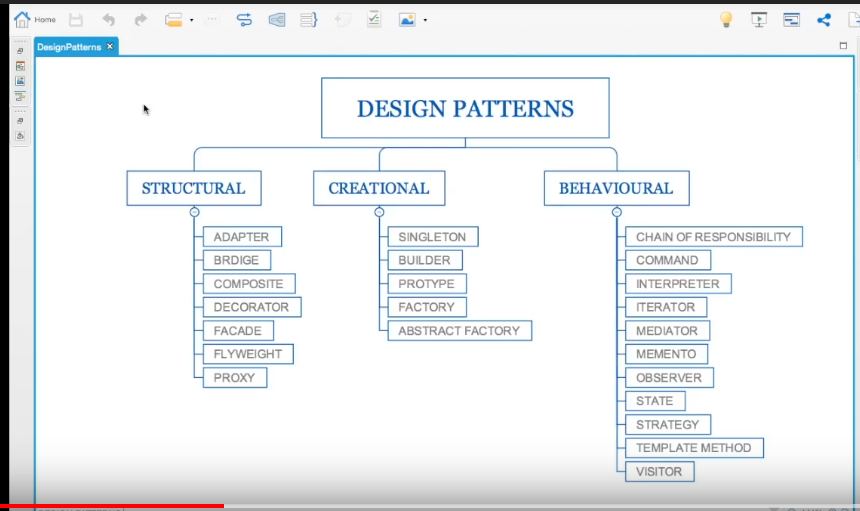 Home
DesignPatterns
DESIGN PATTERNS
STRUCTURAL
ADAPTER
BRDIGE
COMPOSITE
DECORATOR
FACADE
FLYWEIGHT
PROXY
CREATIONAL
SINGLETON
BUILDER
PROTYPE
FACTORY
ABSTRACT FACTORY
BEHAVIOURAL
CHAIN OF RESPONSIBILITY
COMMAND
INTERPRETER
ITERATOR
MEDIATOR
MEMENTO
OBSERVER
STATE
STRATEGY
TEMPLATE METHOD
VISITOR